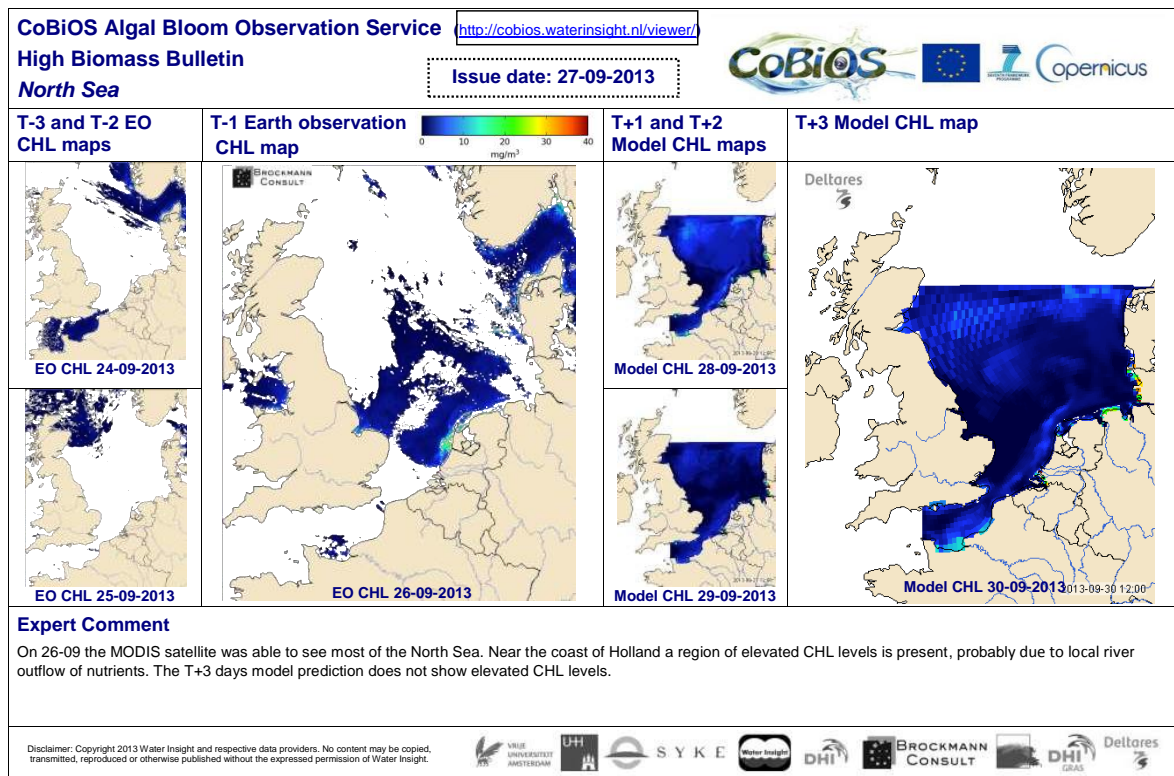 CoBiOS Algal Bloom Observation Service (http://cobios.waterinsight.nl/viewer/)
High Biomass Bulletin
North Sea
Issue date: 27-09-2013
CoBiOS
SEVENTH FRAMEWORK
PROGRAMME
Copernicus
T-3 and T-2 EO
CHL maps
T-1 Earth observation
CHL map
0 10 20 30 40
mg/m³
T+1 and T+2
Model CHL maps
T+3 Model CHL map
EO CHL 24-09-2013
EO CHL 25-09-2013
BROCKMANN
CONSULT
EO CHL 26-09-2013
Model CHL 28-09-2013
Model CHL 29-09-2013
Deltares
Model CHL 30-09-2013
2013-09-30 12:00
Expert Comment
On 26-09 the MODIS satellite was able to see most of the North Sea. Near the coast of Holland a region of elevated CHL levels is present, probably due to local river
outflow of nutrients. The T+3 days model prediction does not show elevated CHL levels.
Disclaimer: Copyright 2013 Water Insight and respective data providers. No content may be copied,
transmitted, reproduced or otherwise published without the expressed permission of Water Insight.
VRIJE
UNIVERSITEIT
AMSTERDAM
UHH
SYKE
Water Insight
DHI
BROCKMANN
CONSULT
DHI
GRAS
Deltares